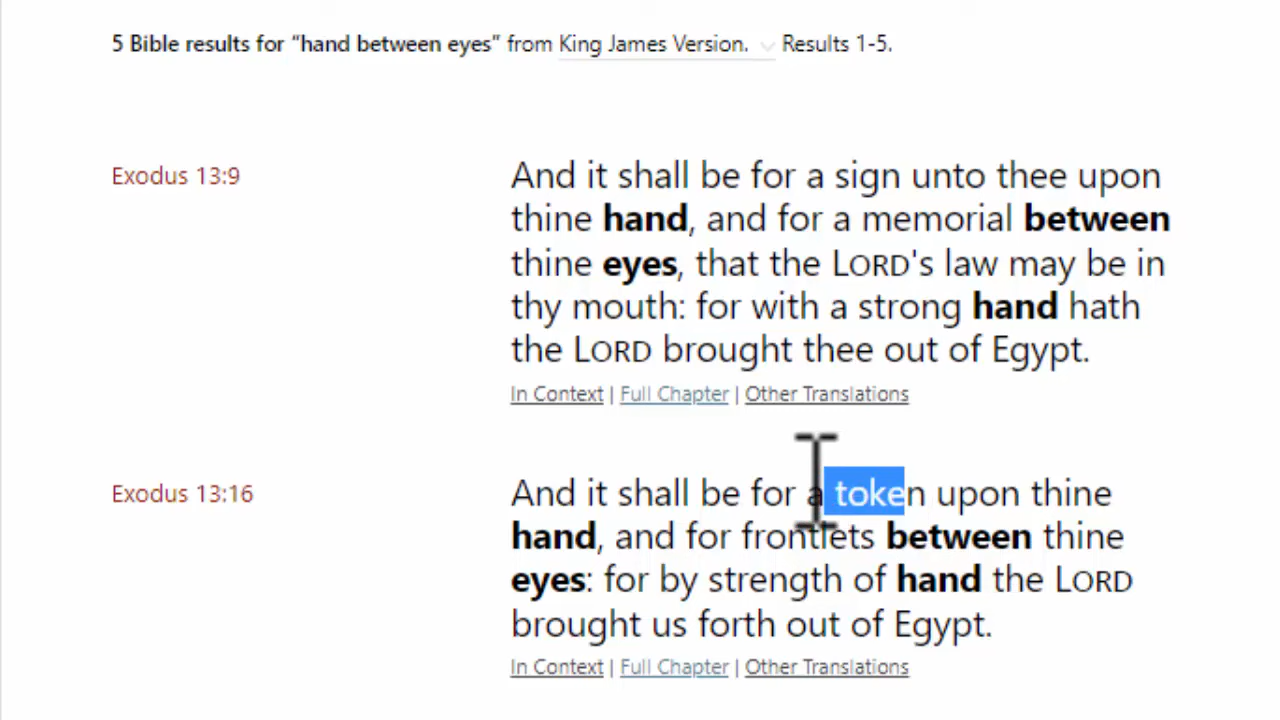 5 Bible results for “hand between eyes” from King James Version. Results 1-5.
Exodus 13:9
And it shall be for a sign unto thee upon
thine hand, and for a memorial between
thine eyes, that the LORD's law may be in
thy mouth: for with a strong hand hath
the LORD brought thee out of Egypt.
In Context | Full Chapter | Other Translations
Exodus 13:16
And it shall be for a token upon thine
hand, and for frontlets between thine
eyes: for by strength of hand the LORD
brought us forth out of Egypt.
In Context | Full Chapter | Other Translations